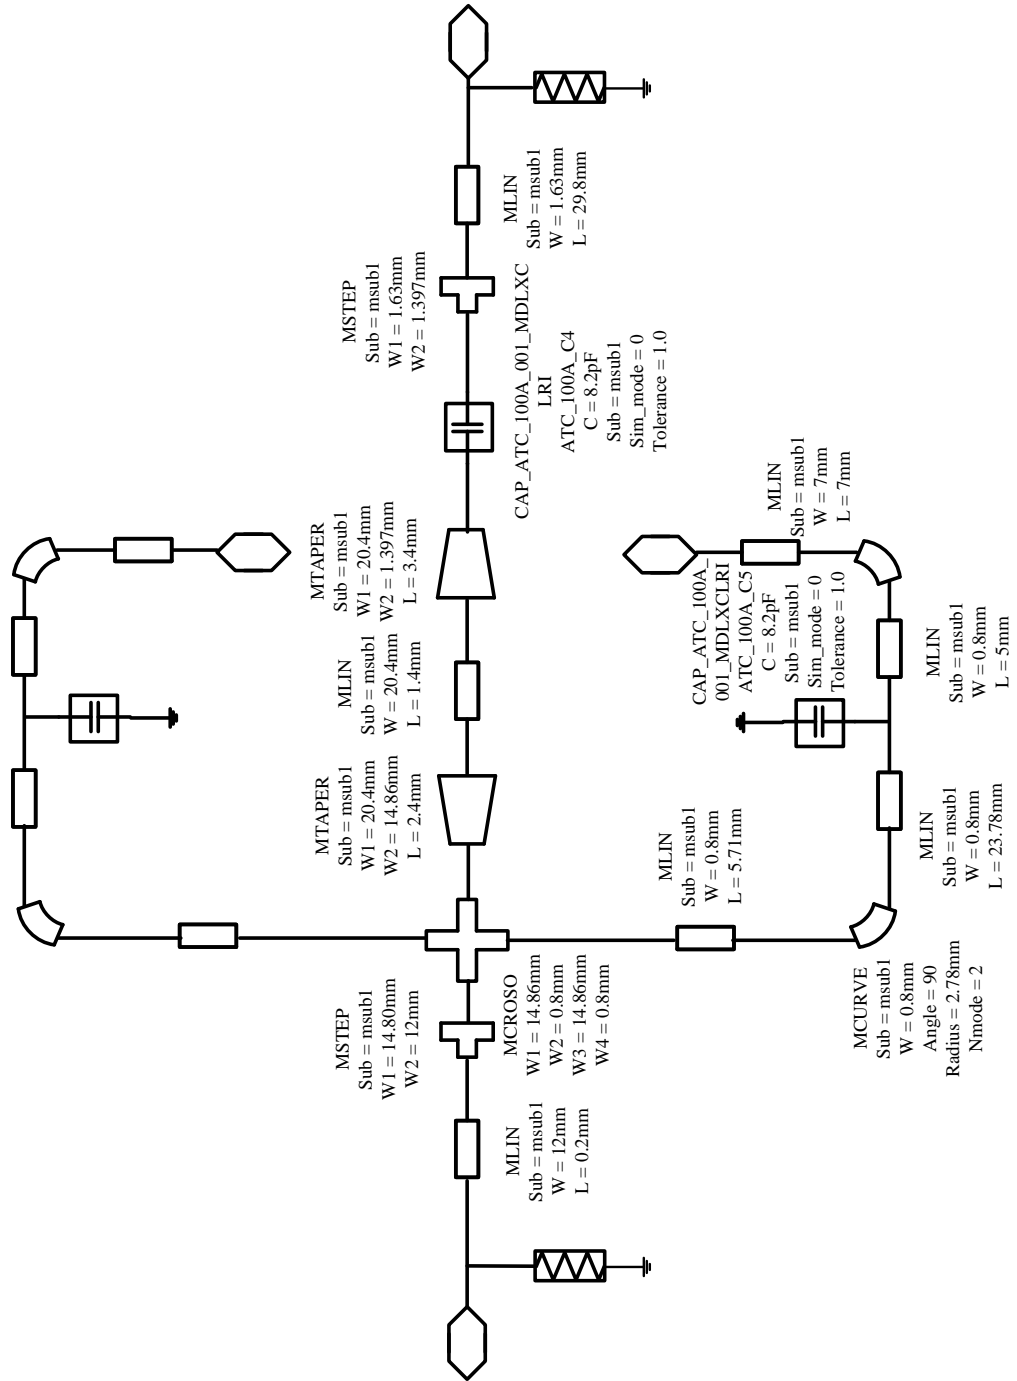 MLIN
Sub = msub1
W = 12mm
L = 0.2mm
MSTEP
Sub = msub1
W1 = 14.80mm
W2 = 12mm
MCROSO
W1 = 14.86mm
W2 = 0.8mm
W3 = 14.86mm
W4 = 0.8mm
MTAPER
Sub = msub1
W1 = 20.4mm
W2 = 14.86mm
L = 2.4mm
MLIN
Sub = msub1
W = 20.4mm
L = 1.4mm
MTAPER
Sub = msub1
W1 = 20.4mm
W2 = 1.397mm
L = 3.4mm
CAP_ATC_100A_001_MDLXC
LRI
ATC_100A_C4
C = 8.2pF
Sub = msub1
Sim_mode = 0
Tolerance = 1.0
MSTEP
Sub = msub1
W1 = 1.63mm
W2 = 1.397mm
MLIN
Sub = msub1
W = 1.63mm
L = 29.8mm
MLIN
Sub = msub1
W = 0.8mm
L = 5.71mm
MCURVE
Sub = msub1
W = 0.8mm
Angle = 90
Radius = 2.78mm
Nmode = 2
MLIN
Sub = msub1
W = 0.8mm
L = 23.78mm
CAP_ATC_100A_
001_MDLXCLRI
ATC_100A_C5
C = 8.2pF
Sub = msub1
Sim_mode = 0
Tolerance = 1.0
MLIN
Sub = msub1
W = 0.8mm
L = 5mm
MLIN
Sub = msub1
W = 7mm
L = 7mm